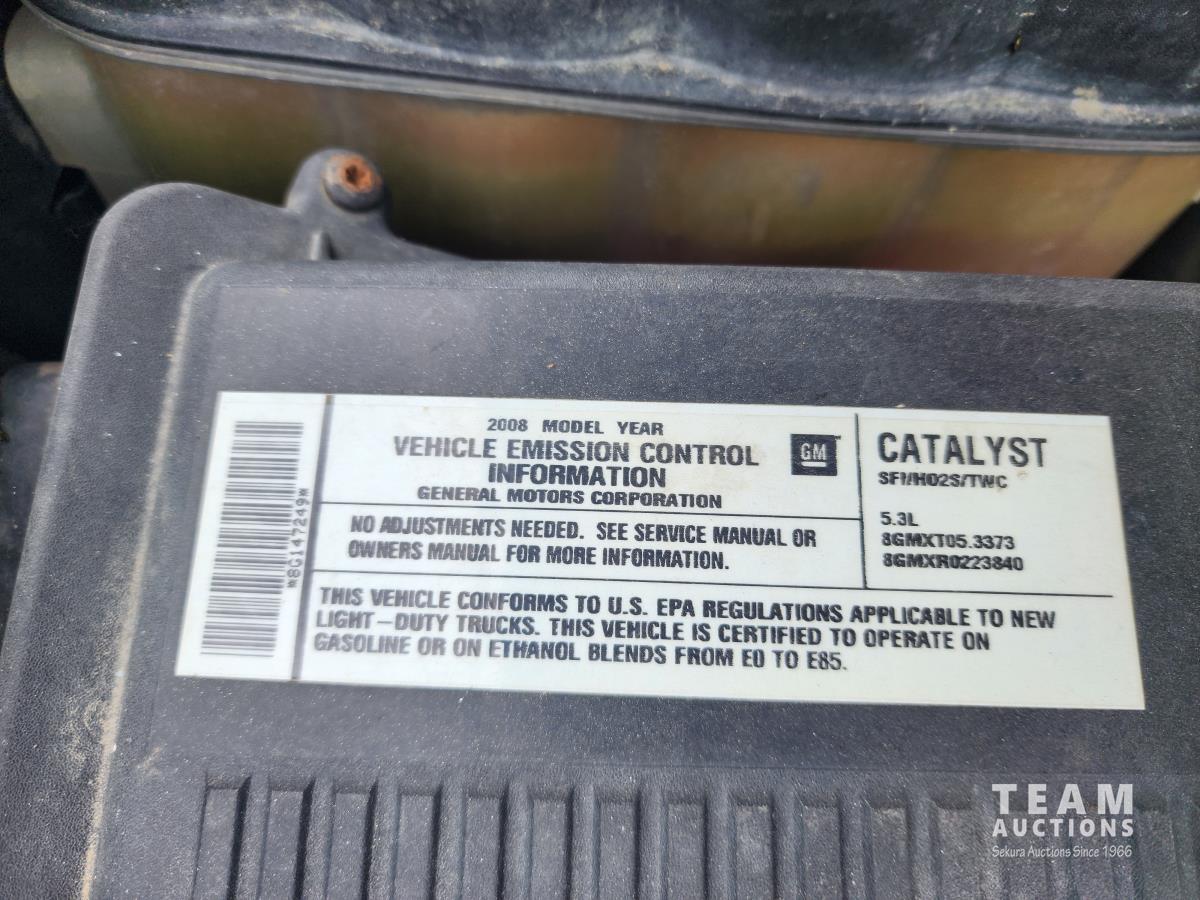 *8G147249*
2008 MODEL YEAR
VEHICLE EMISSION CONTROL
INFORMATION
GENERAL MOTORS CORPORATION
GM
NO ADJUSTMENTS NEEDED. SEE SERVICE MANUAL OR
OWNERS MANUAL FOR MORE INFORMATION.
CATALYST
SFI/HO2S/TWC
5.3L
8GMXT05.3373
8GMXR0223840
THIS VEHICLE CONFORMS TO U.S. EPA REGULATIONS APPLICABLE TO NEW
LIGHT-DUTY TRUCKS. THIS VEHICLE IS CERTIFIED TO OPERATE ON
GASOLINE OR ON ETHANOL BLENDS FROM E0 TO E85.
TEAM
AUCTIONS
Sekura Auctions Since 1966